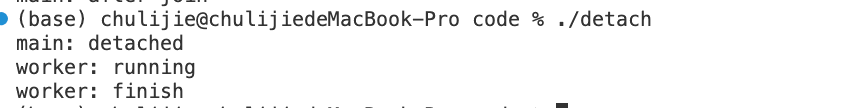 (base) chulijie@chulijiedeMacBook-Pro code % ./detach
main: detached
worker: running
worker: finish